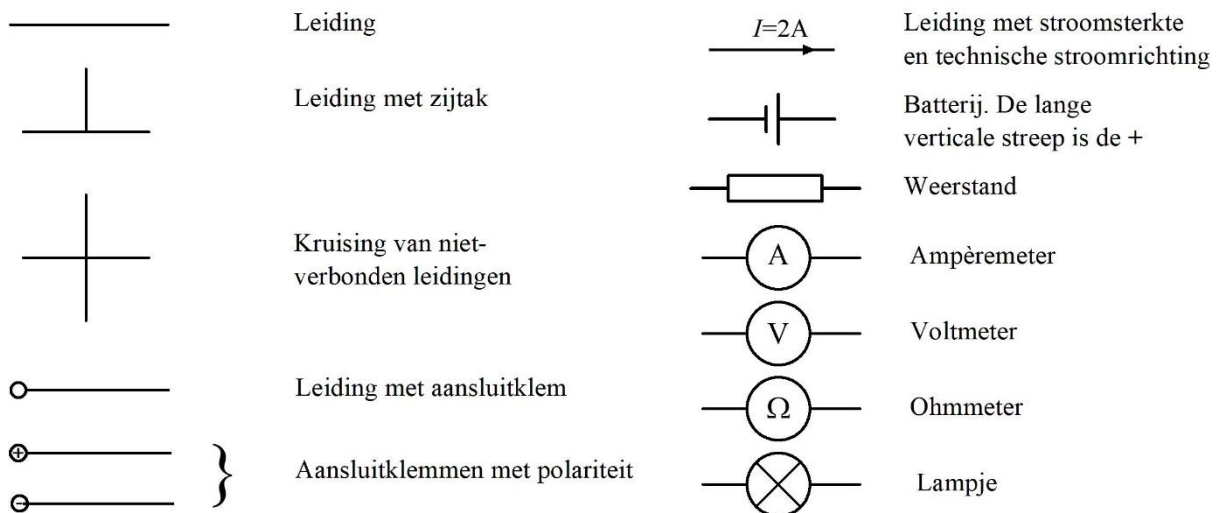 Leiding
Leiding met zijtak
Kruising van niet-
verbonden leidingen
Leiding met aansluitklem
+
-
}
Aansluitklemmen met polariteit
I=2A
Leiding met stroomsterkte
en technische stroomrichting
Batterij. De lange
verticale streep is de +
Weerstand
A
Ampèremeter
V
Voltmeter
Ω
Ohmmeter
Lampje